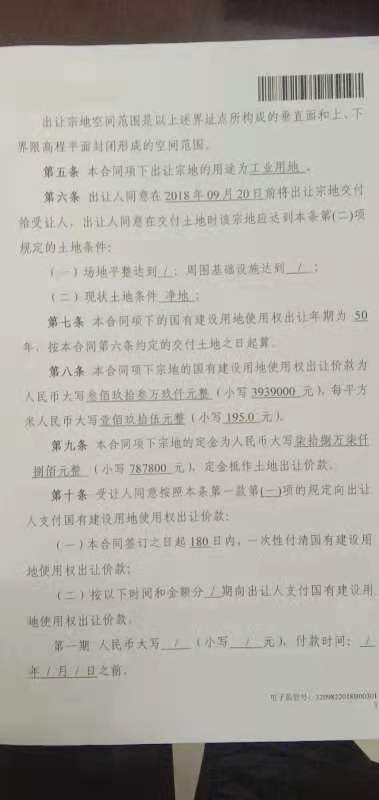 出让宗地空间范围是以上述界址点所构成的垂直面和上、下
界限高程平面封闭形成的空间范围。
第五条 本合同项下出让宗地的用途为工业用地 。
第六条 出让人同意在 2018 年 09 月 20 日前将出让宗地交付
给受让人，出让人同意在交付土地时该宗地应达到本条第(二)项
规定的土地条件：
（一）场地平整达到 / ；周围基础设施达到 / ；
（二）现状土地条件 净地 ；
第七条 本合同项下的国有建设用地使用权出让年期为 50
年，按本合同第六条约定的交付土地之日起算。
第八条 本合同项下宗地的国有建设用地使用权出让价款为
人民币大写叁佰玖拾叁万玖仟元整（小写 3939000 元），每平方
米人民币大写壹佰玖拾伍元整（小写 195.0 元）。
第九条 本合同项下宗地的定金为人民币大写柒拾捌万柒仟
捌佰元整 （小写 787800 元），定金抵作土地出让价款。
第十条 受让人同意按照本条第一款第(一)项的规定向出让
人支付国有建设用地使用权出让价款：
（一）本合同签订之日起 180 日内，一次性付清国有建设用
地使用权出让价款；
（二）按以下时间和金额分 / 期向出让人支付国有建设用
地使用权出让价款。
第一期 人民币大写 / （小写 / 元），付款时间： /
年 / 月 / 日之前。
电子监管号：